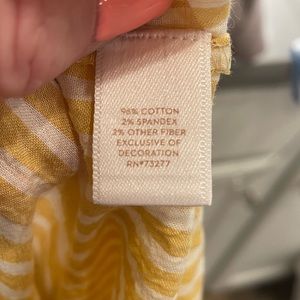 96% COTTON
2% SPANDEX
2% OTHER FIBER
EXCLUSIVE OF
DECORATION
RN#73277